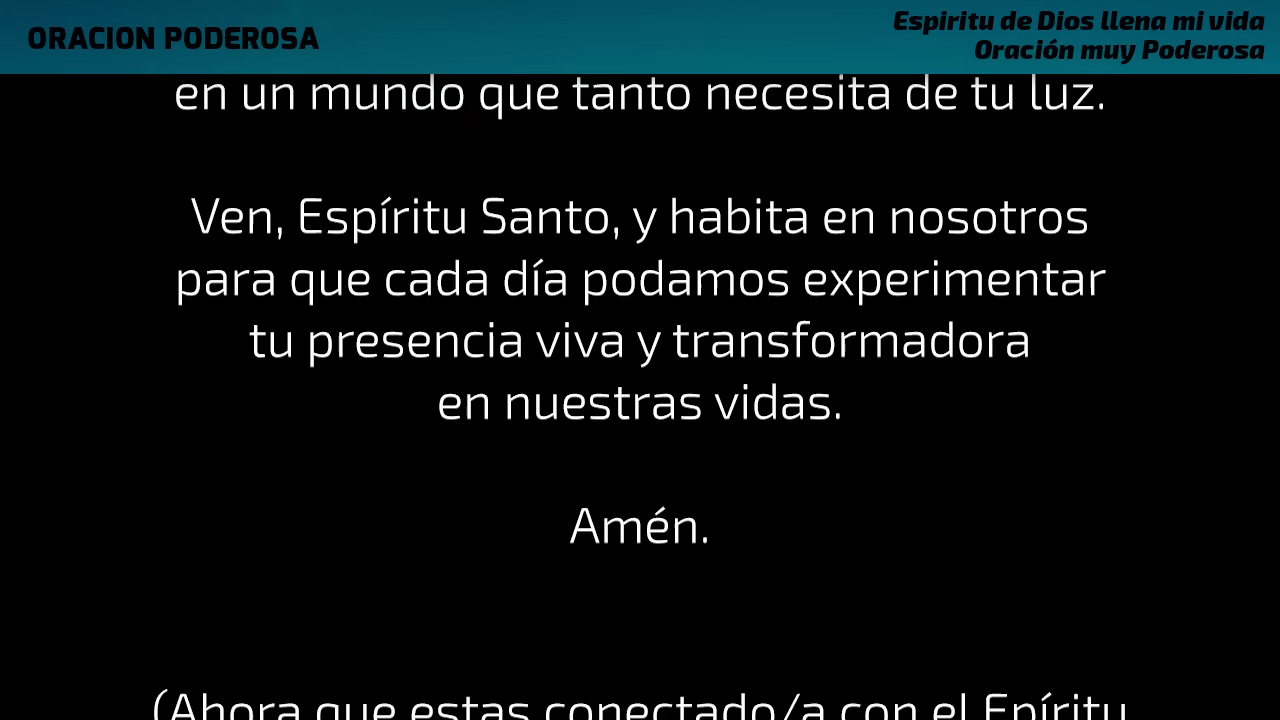 ORACION PODEROSA
Espiritu de Dios llena mi vida
Oración muy Poderosa
en un mundo que tanto necesita de tu luz.
Ven, Espíritu Santo, y habita en nosotros
para que cada día podamos experimentar
tu presencia viva y transformadora
en nuestras vidas.
Amén.
(Ahora que estas conectado/a con el Epíritu